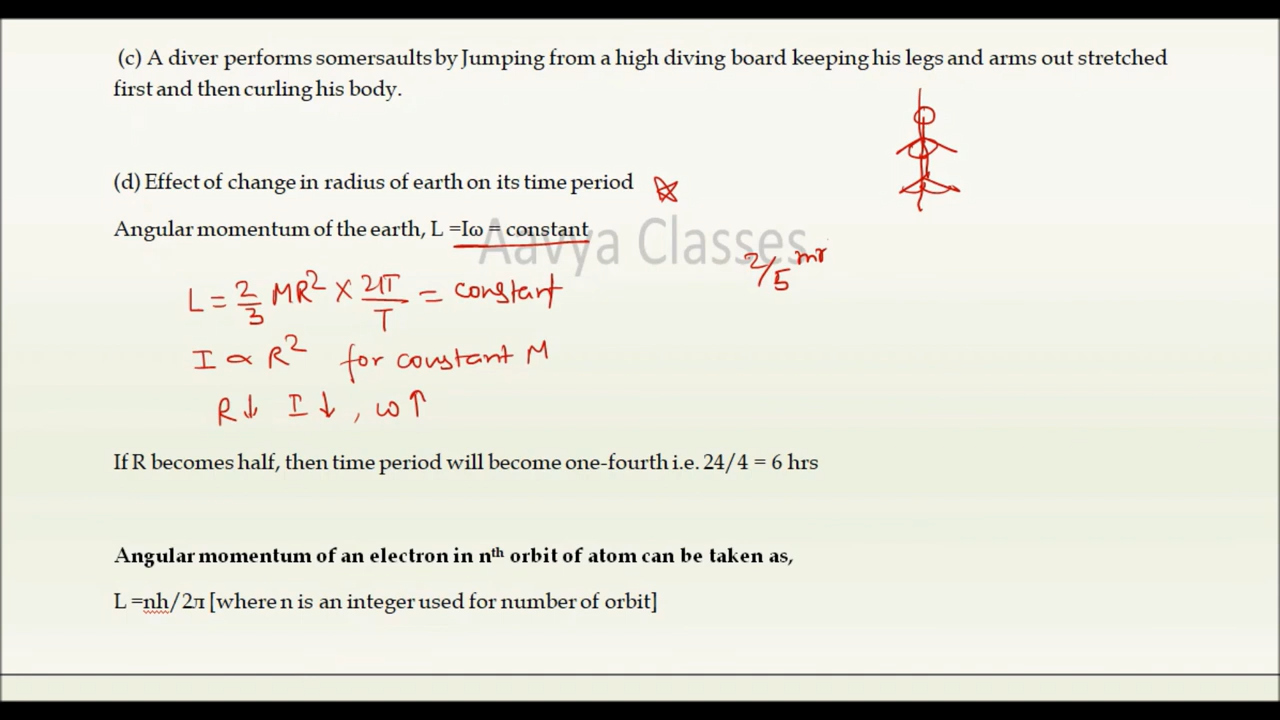 (c) A diver performs somersaults by Jumping from a high diving board keeping his legs and arms out stretched
first and then curling his body.
(d) Effect of change in radius of earth on its time period
Angular momentum of the earth, L =Iω = constant
Aavya Classes
2/5 mr
L = 2/3 MR² × 2π/T = constant
I ∝ R² for constant M
R↓ I↓, ω↑
If R becomes half, then time period will become one-fourth i.e. 24/4 = 6 hrs
Angular momentum of an electron in nᵗʰ orbit of atom can be taken as,
L =nh/2π [where n is an integer used for number of orbit]